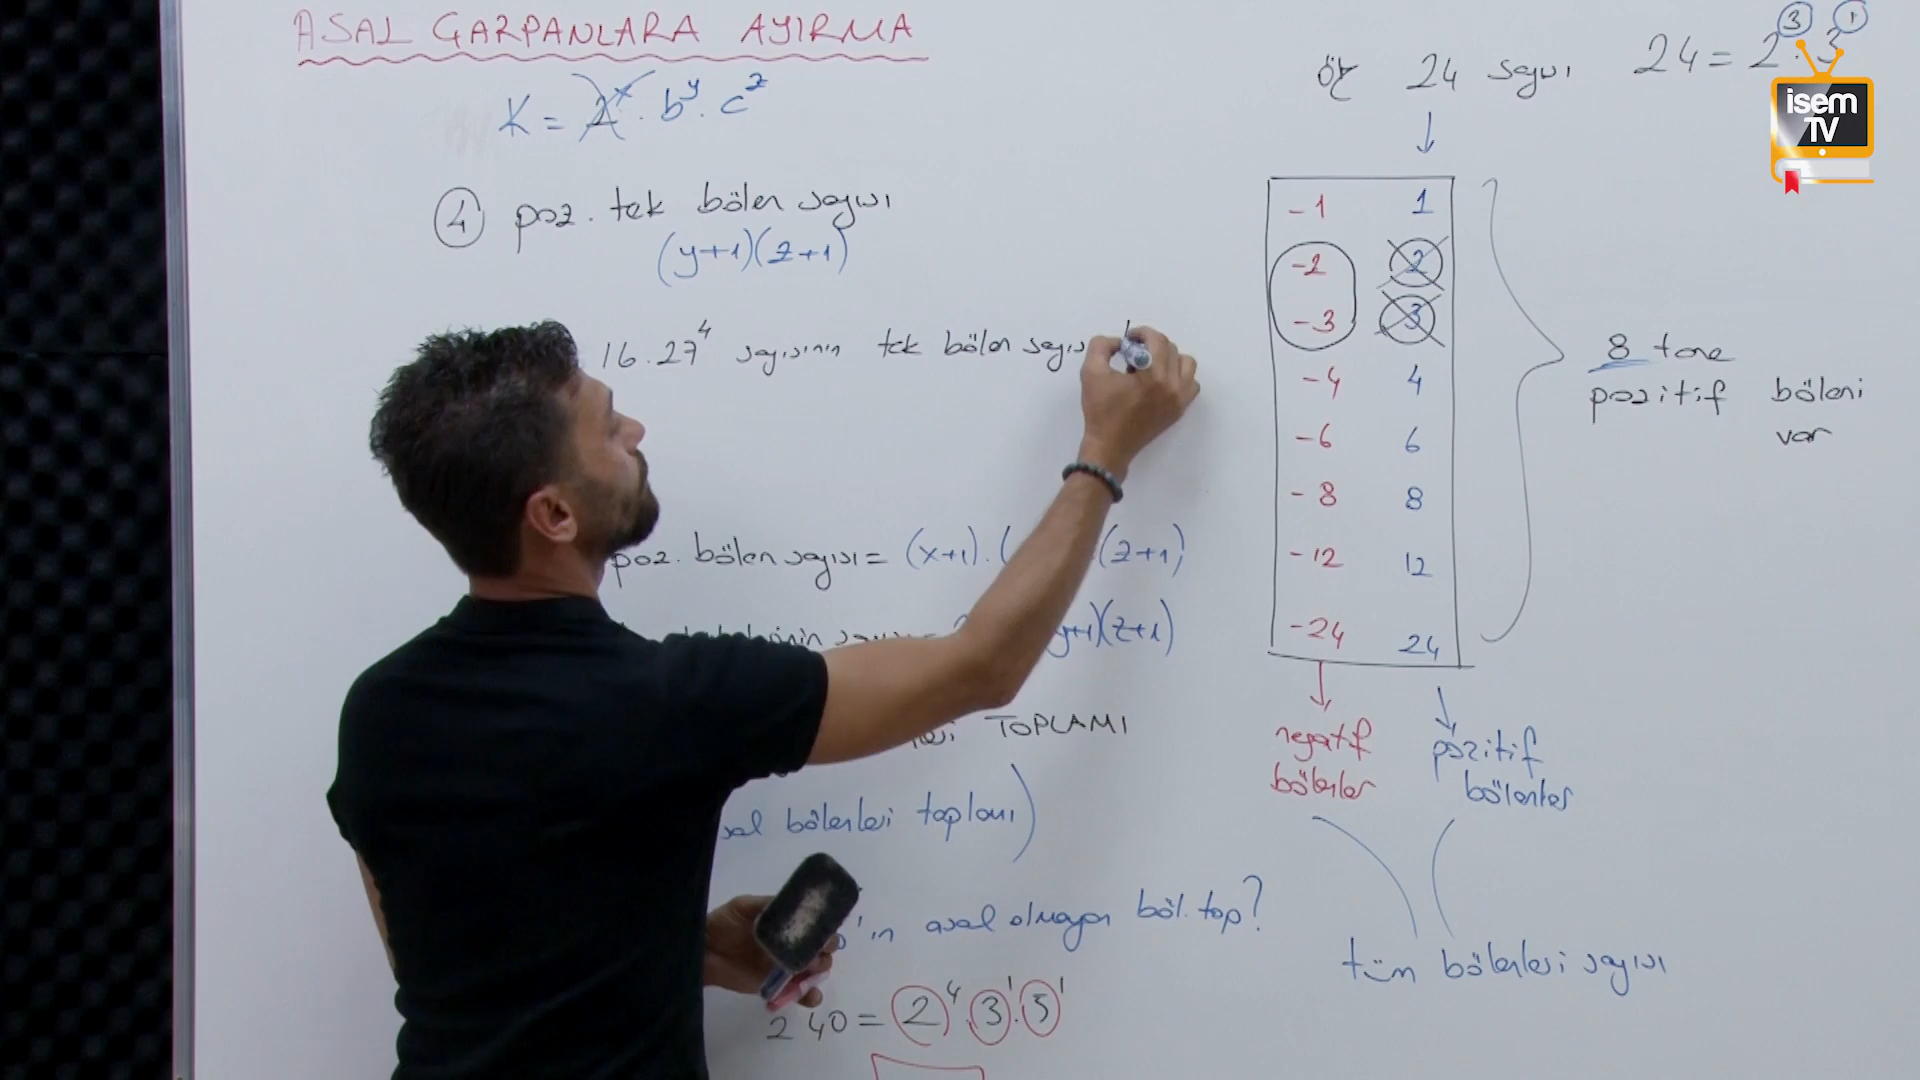 ASAL ÇARPANLARA AYIRMA
K = 2^x . b^y . c^z
4 poz. tek bölen sayısı
(y+1)(z+1)
16.27^4 sayısının tek bölen sayısı
poz. bölen sayısı = (x+1).( (z+1)
y+1)(z+1)
TOPLAMI
bölenleri toplamı)
'ın asal olmayan böl. top?
240 = 2^4.3^1.5^1
ör 24 sayısı
24 = 2^3.3^1
-1 1
-2 2
-3 3
-4 4
-6 6
-8 8
-12 12
-24 24
8 tane
pozitif böleni
var
negatif
bölenler
pozitif
bölenler
tüm bölenleri sayısı
isem
TV